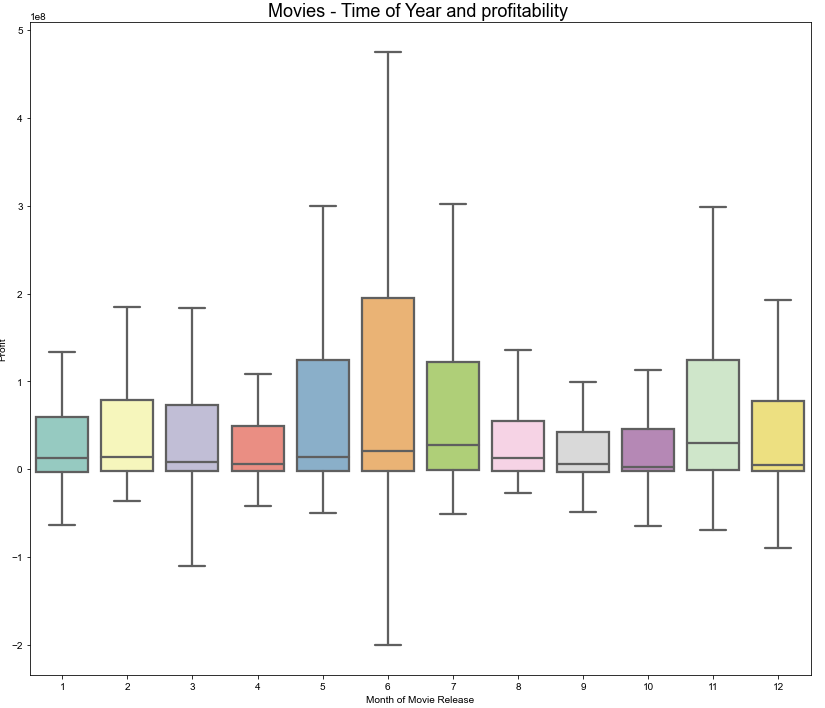 Movies - Time of Year and profitability
1e8
5
4
3
2
1
0
−1
−2
Profit
1 2 3 4 5 6 7 8 9 10 11 12
Month of Movie Release